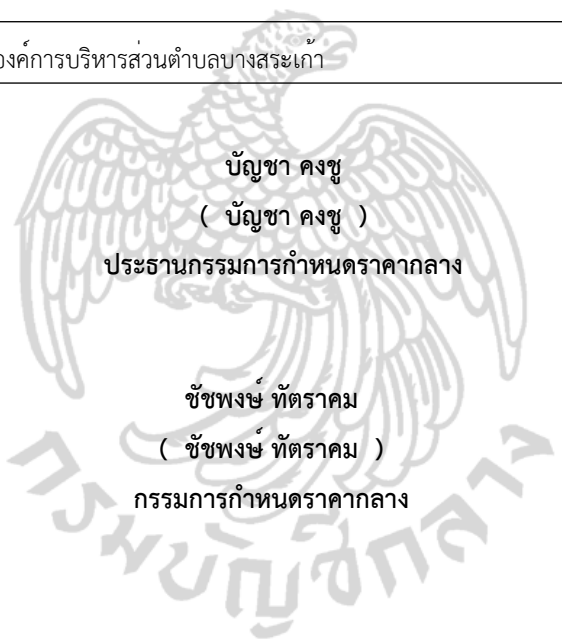 องค์การบริหารส่วนตำบลบางสระเก้า
บัญชา คงชู
( บัญชา คงชู )
ประธานกรรมการกำหนดราคากลาง
ชัชพงษ์ ทัตราคม
( ชัชพงษ์ ทัตราคม )
กรรมการกำหนดราคากลาง
กรมบัญชีกลาง